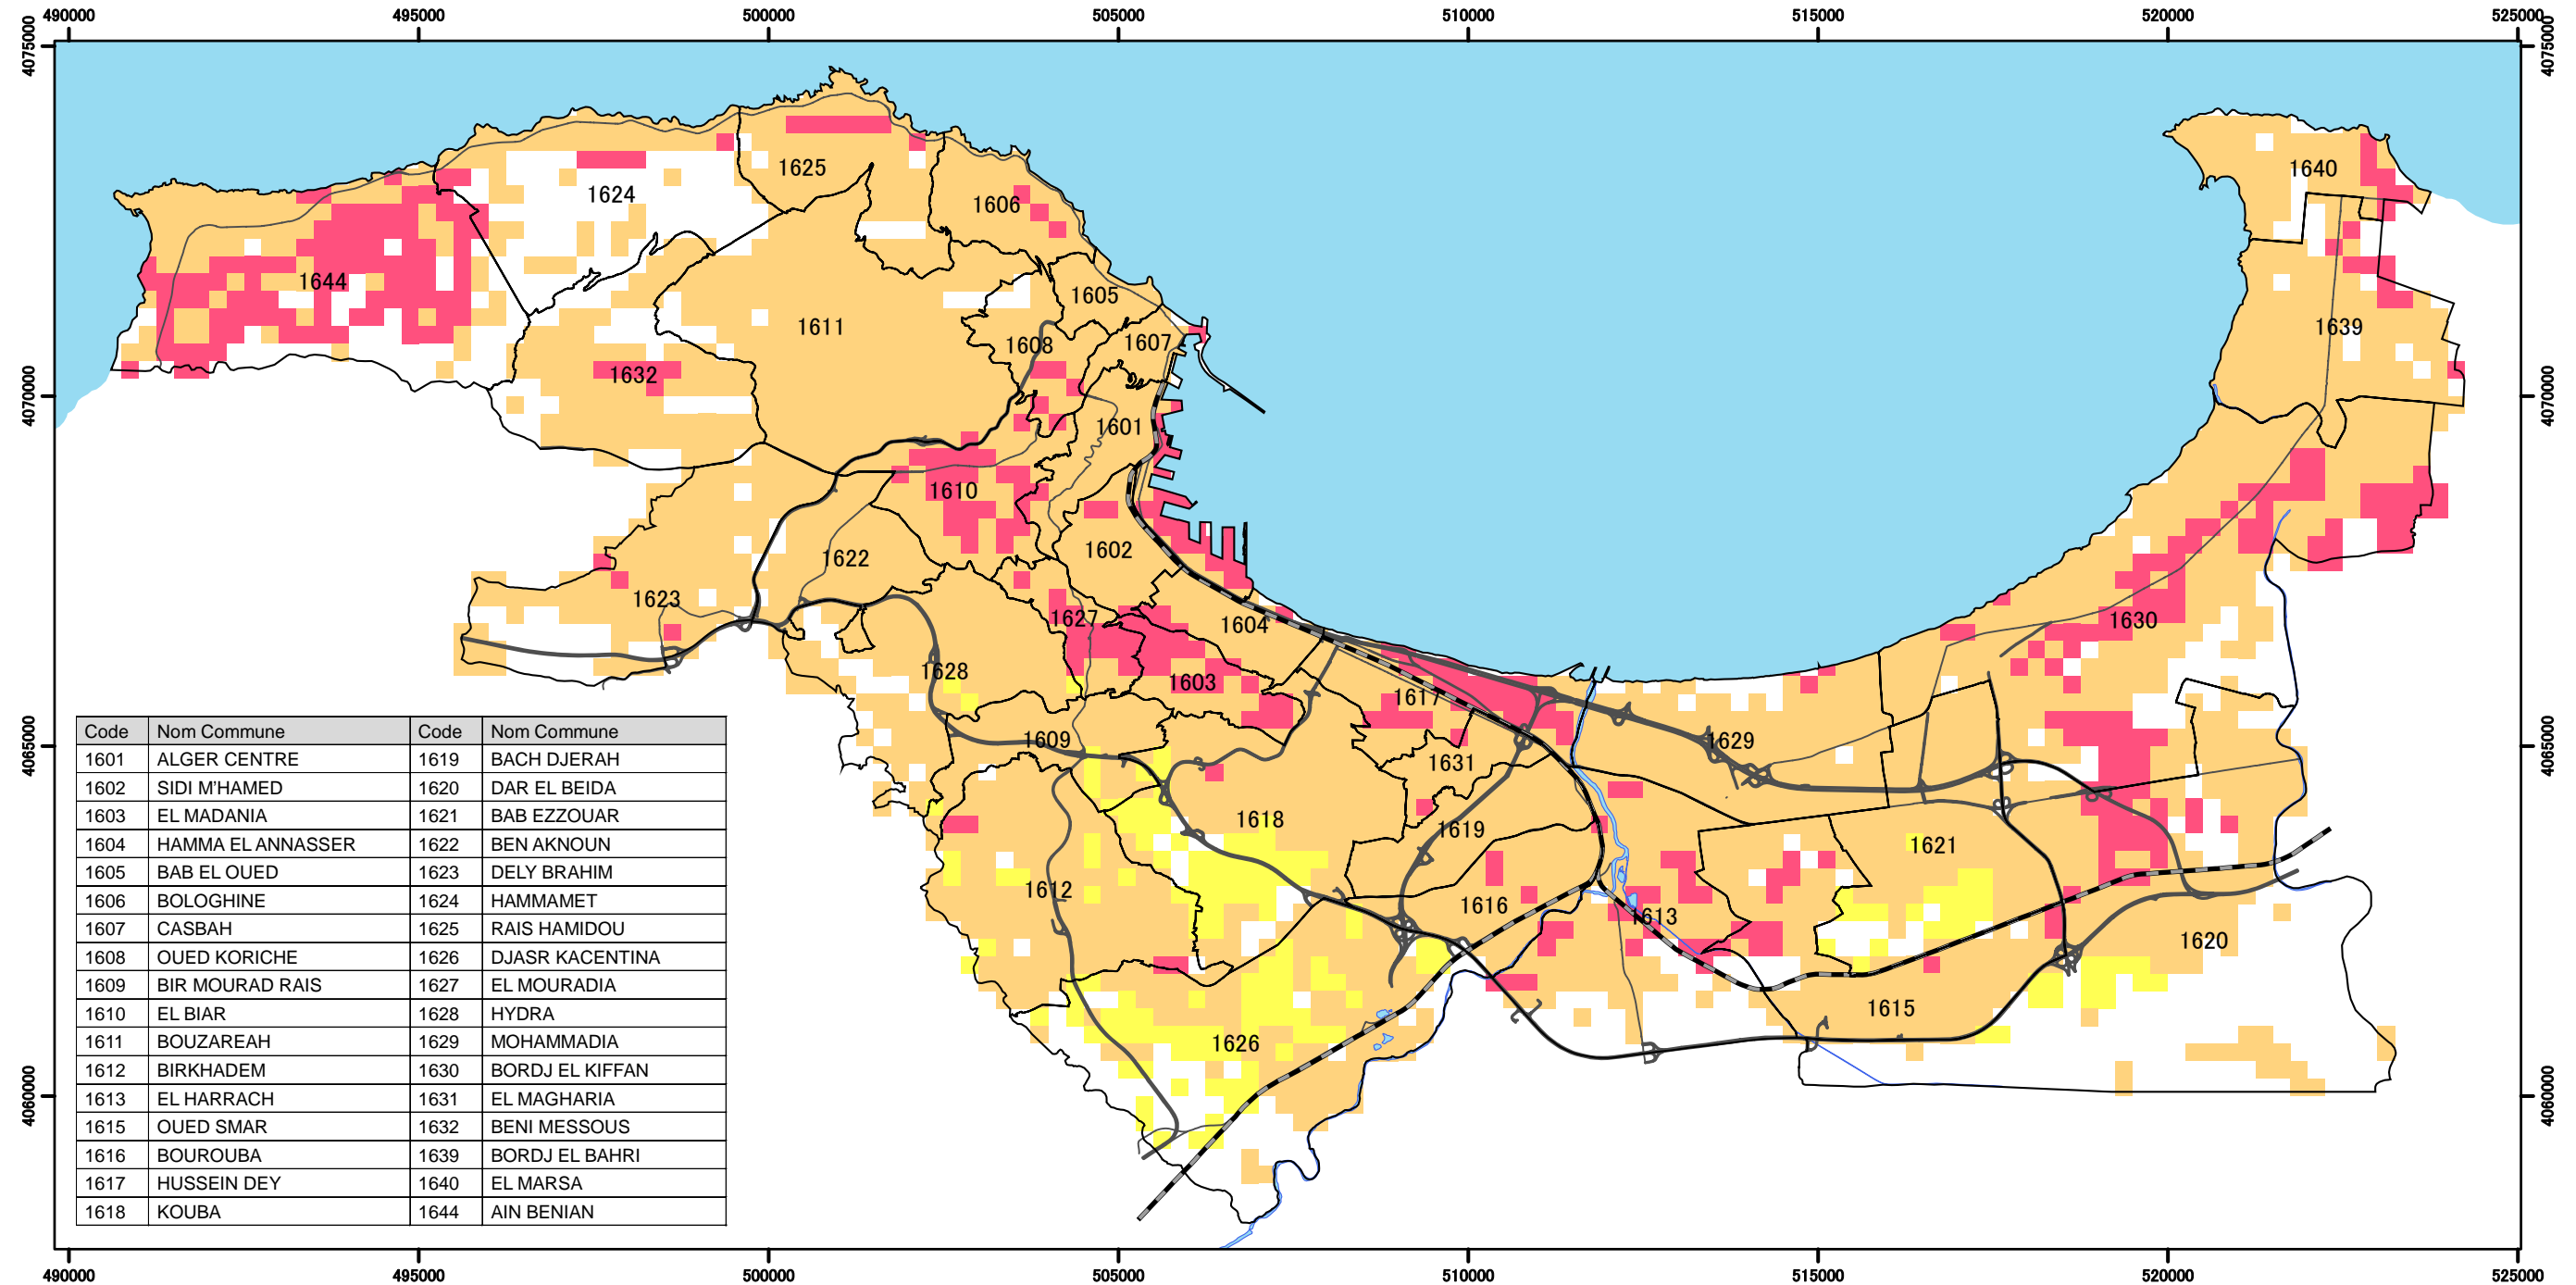 490000 495000 500000 505000 510000 515000 520000 525000
4075000
4075000
1640
1625
1624
1606
1644
1605
1639
1611
1607
1608
1632
4070000
4070000
1601
1610
1602
1622
1623
1627
1604
1630
1628
1603
1617
1609
1629
1631
4065000
4065000
1618
1619
1621
1612
1616
1613
1620
1615
1626
4060000
4060000
Code Nom Commune Code Nom Commune
1601 ALGER CENTRE 1619 BACH DJERAH
1602 SIDI M'HAMED 1620 DAR EL BEIDA
1603 EL MADANIA 1621 BAB EZZOUAR
1604 HAMMA EL ANNASSER 1622 BEN AKNOUN
1605 BAB EL OUED 1623 DELY BRAHIM
1606 BOLOGHINE 1624 HAMMAMET
1607 CASBAH 1625 RAIS HAMIDOU
1608 OUED KORICHE 1626 DJASR KACENTINA
1609 BIR MOURAD RAIS 1627 EL MOURADIA
1610 EL BIAR 1628 HYDRA
1611 BOUZAREAH 1629 MOHAMMADIA
1612 BIRKHADEM 1630 BORDJ EL KIFFAN
1613 EL HARRACH 1631 EL MAGHARIA
1615 OUED SMAR 1632 BENI MESSOUS
1616 BOUROUBA 1639 BORDJ EL BAHRI
1617 HUSSEIN DEY 1640 EL MARSA
1618 KOUBA 1644 AIN BENIAN
490000 495000 500000 505000 510000 515000 520000 525000